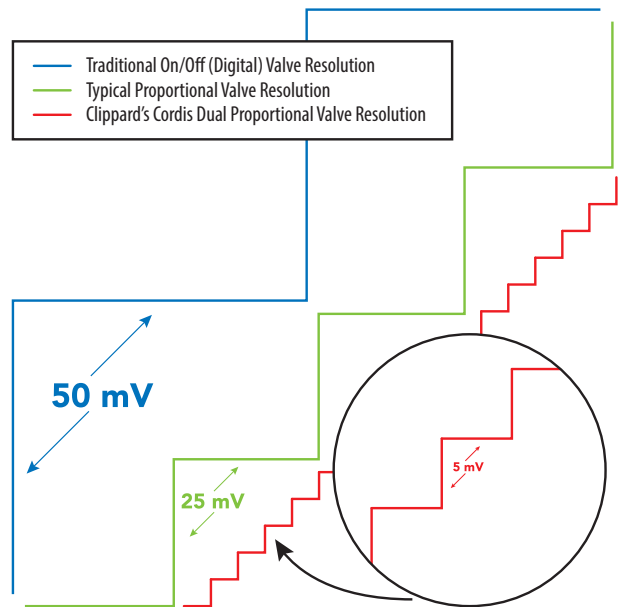 Traditional On/Off (Digital) Valve Resolution
Typical Proportional Valve Resolution
Clippard's Cordis Dual Proportional Valve Resolution
50 mV
25 mV
5 mV